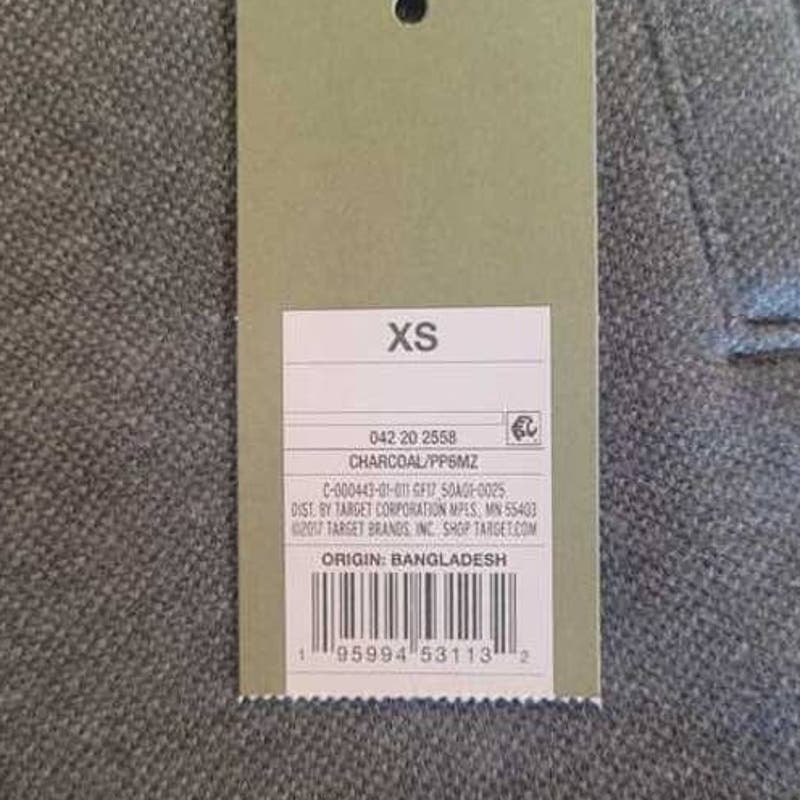 XS
042 20 2558
CHARCOAL/PP6MZ
C-000443-01-011 GF17 50A01-0025
DIST. BY TARGET CORPORATION MPLS, MN 55403
©2017 TARGET BRANDS, INC. SHOP TARGET.COM
ORIGIN: BANGLADESH
1 95994 53113 2